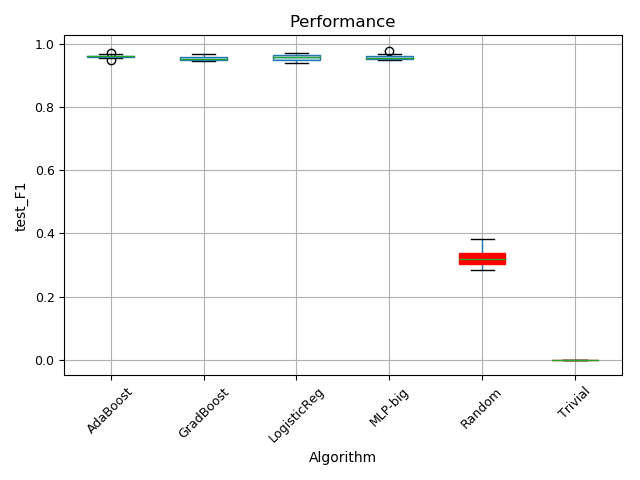 Performance
1.0
0.8
0.6
0.4
0.2
0.0
test_F1
AdaBoost
GradBoost
LogisticReg
MLP-big
Random
Trivial
Algorithm